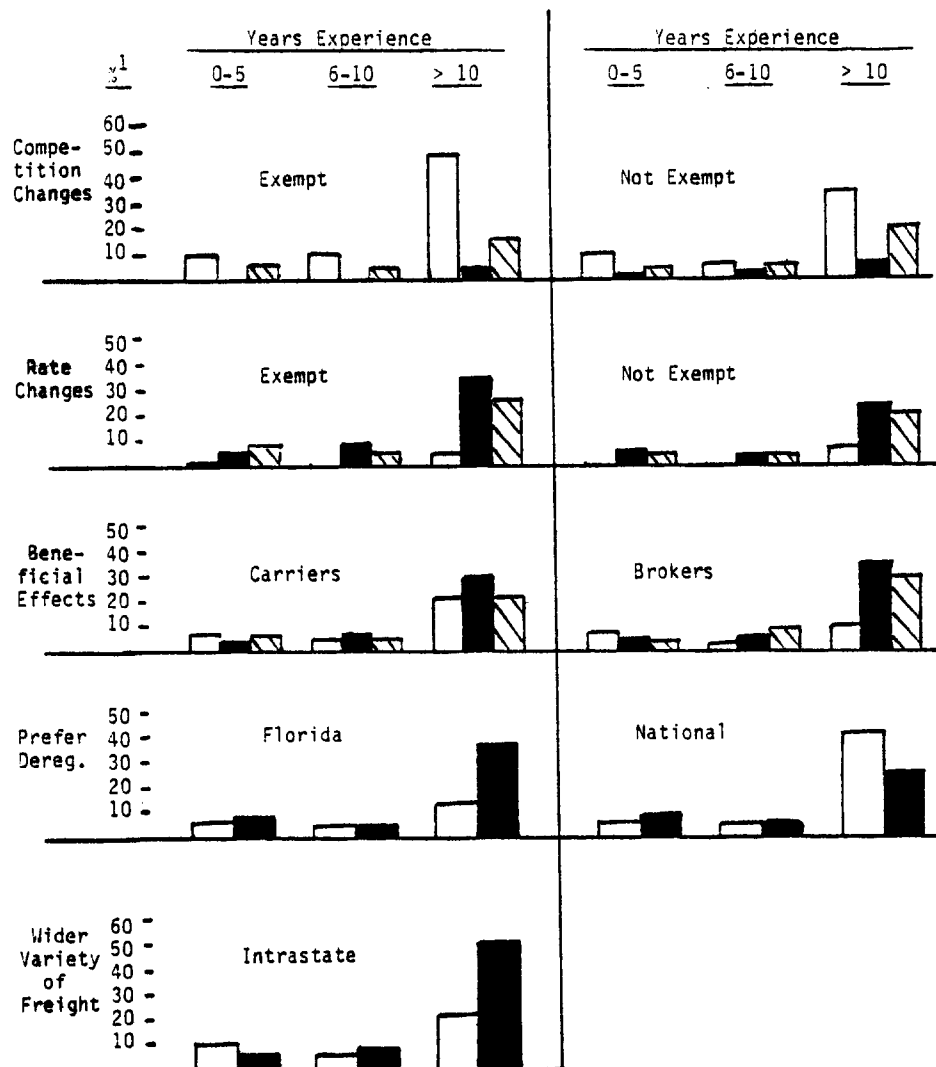 Years Experience Years Experience
%1 0-5 6-10 > 10 0-5 6-10 > 10
60
Compe- 50
tition 40 Exempt Not Exempt
Changes 30
20
10
50
Rate 40 Exempt Not Exempt
Changes 30
20
10
50
Bene- 40
ficial 30 Carriers Brokers
Effects 20
10
50
Prefer 40 Florida National
Dereg. 30
20
10
Wider 60
Variety 50 Intrastate
of 40
Freight 30
20
10